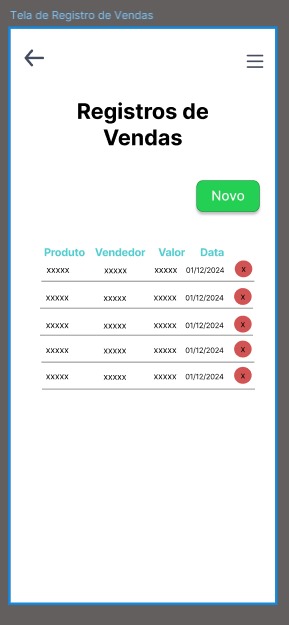 Tela de Registro de Vendas
Registros de
Vendas
Novo
Produto Vendedor Valor Data
xxxxx xxxxx xxxxx 01/12/2024 x
xxxxx xxxxx xxxxx 01/12/2024 x
xxxxx xxxxx xxxxx 01/12/2024 x
xxxxx xxxxx xxxxx 01/12/2024 x
xxxxx xxxxx xxxxx 01/12/2024 x